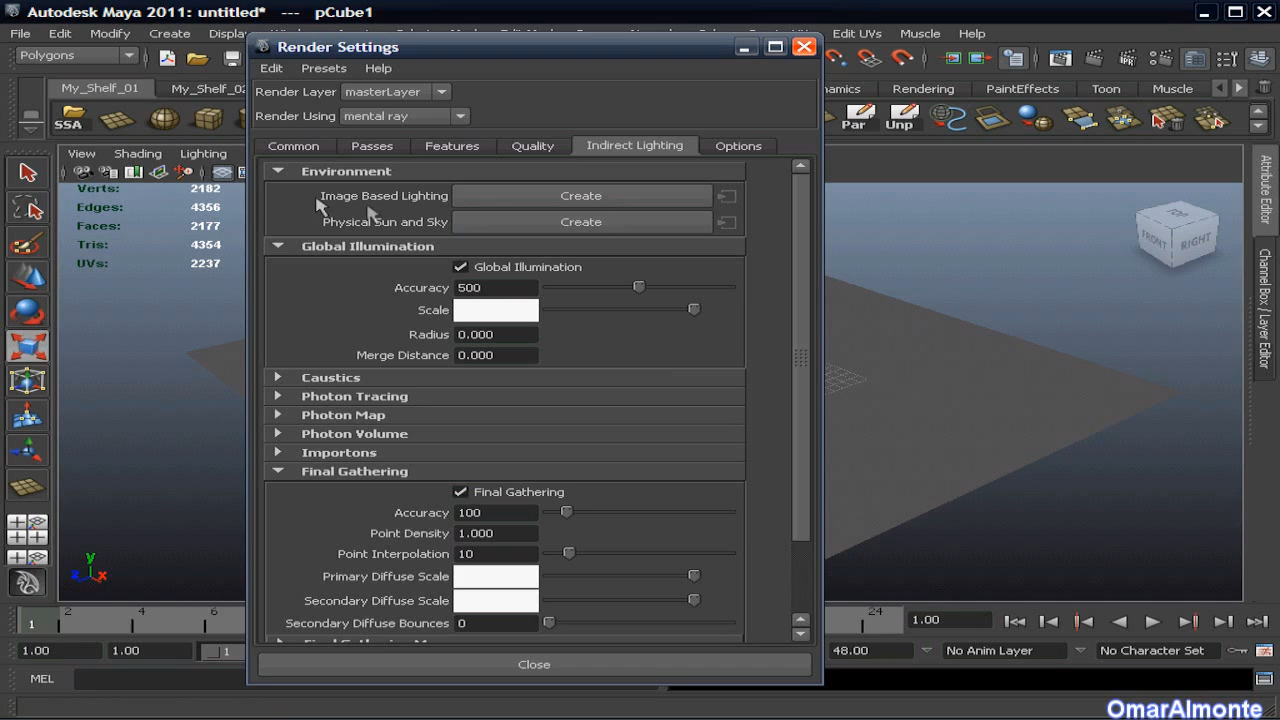 Autodesk Maya 2011: untitled* --- pCube1
File Edit Modify Create Displa Edit UVs Muscle Help
Render Settings
Edit Presets Help
Polygons
Render Layer masterLayer
Render Using mental ray
My_Shelf_01 My_Shelf_02 namics Rendering PaintEffects Toon Muscle
SSA Par Unp
Common Passes Features Quality Indirect Lighting Options
View Shading Lighting
Verts: 2182
Edges: 4356
Faces: 2177
Tris: 4354
UVs: 2237
Environment
Image Based Lighting Create
Physical Sun and Sky Create
Global Illumination
Global Illumination
Accuracy 500
Scale
Radius 0.000
Merge Distance 0.000
Caustics
Photon Tracing
Photon Map
Photon Volume
Importons
Final Gathering
Final Gathering
Accuracy 100
Point Density 1.000
Point Interpolation 10
Primary Diffuse Scale
Secondary Diffuse Scale
Secondary Diffuse Bounces 0
Close
TOP
FRONT RIGHT
Attribute Editor
Channel Box / Layer Editor
y
z x
1 2 4 6 24 1.00
1.00 1.00 1 48.00 No Anim Layer No Character Set
MEL
OmarAlmonte